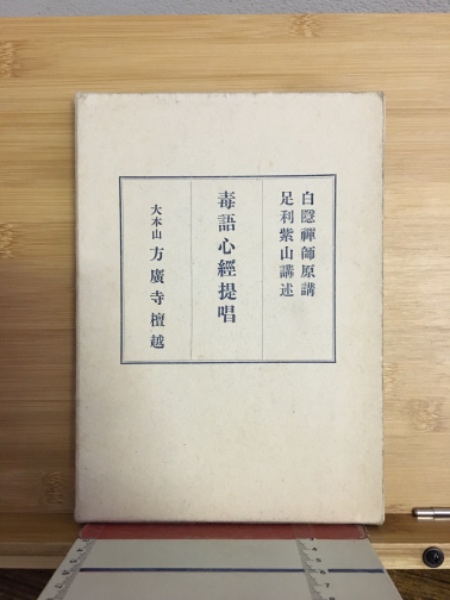 白隱禪師原講
足利紫山講述
毒語心經提唱
大本山 方廣寺檀越